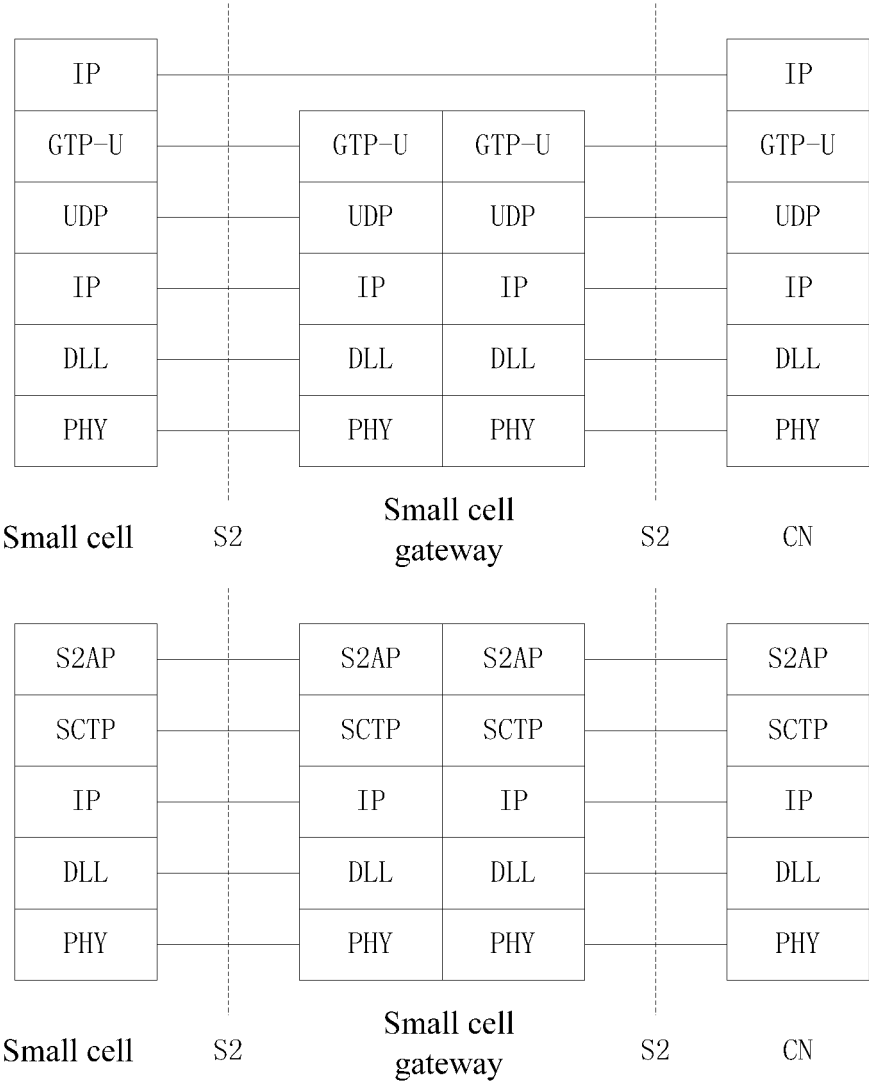 IP IP
GTP-U GTP-U GTP-U GTP-U
UDP UDP UDP UDP
IP IP IP IP
DLL DLL DLL DLL
PHY PHY PHY PHY
Small cell S2 Small cell gateway S2 CN
S2AP S2AP S2AP S2AP
SCTP SCTP SCTP SCTP
IP IP IP IP
DLL DLL DLL DLL
PHY PHY PHY PHY
Small cell S2 Small cell gateway S2 CN